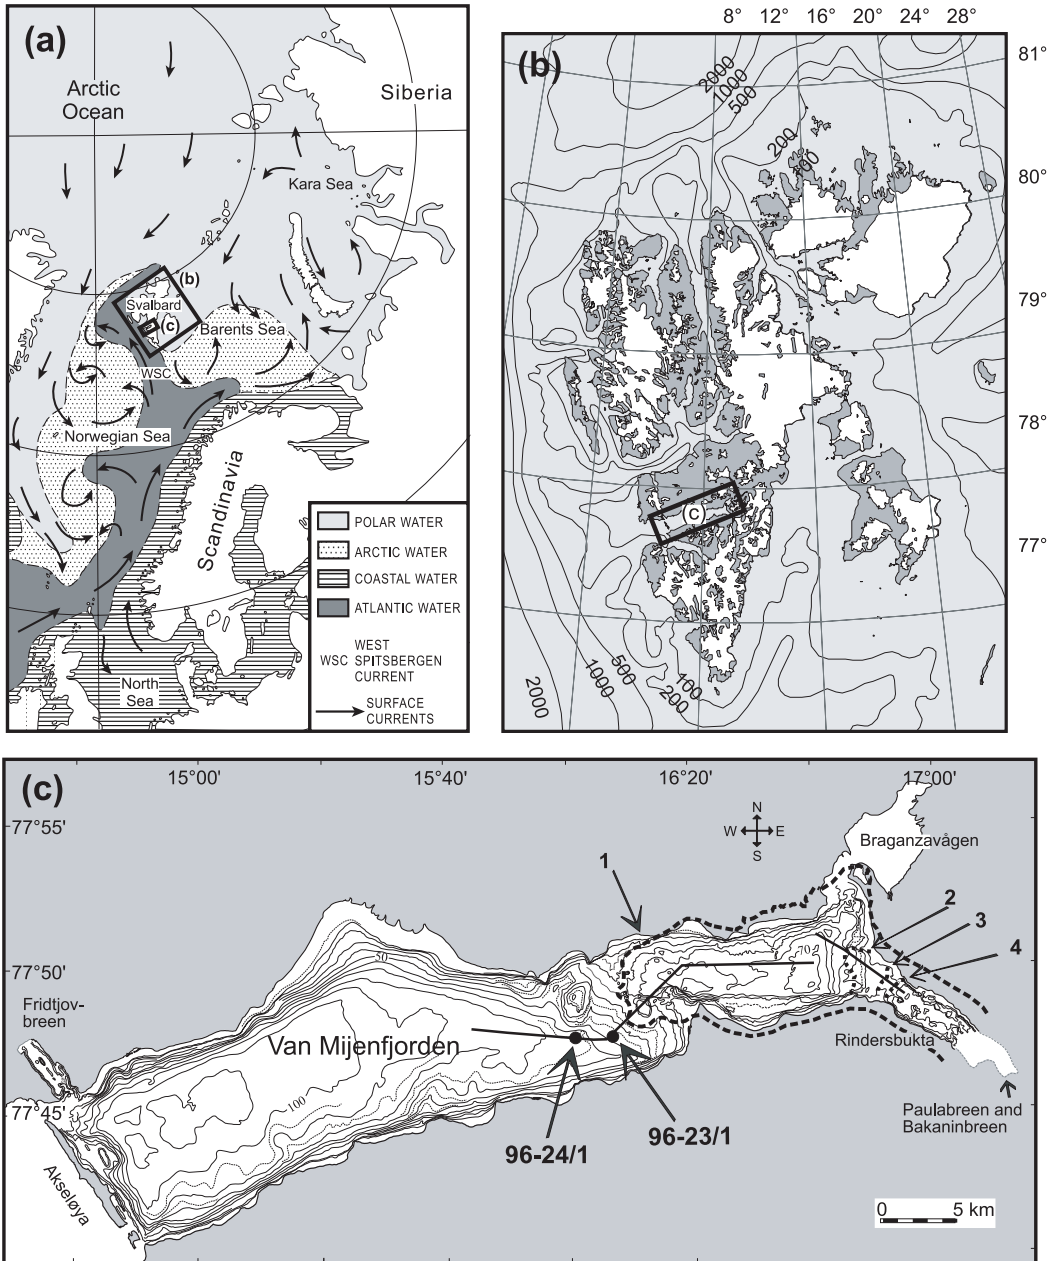 (a)
Arctic
Ocean
Siberia
Kara Sea
(b)
Svalbard
(c)
Barents Sea
WSC
Norwegian Sea
Scandinavia
North
Sea
POLAR WATER
ARCTIC WATER
COASTAL WATER
ATLANTIC WATER
WSC WEST
SPITSBERGEN
CURRENT
SURFACE
CURRENTS
8° 12° 16° 20° 24° 28°
(b)
81°
80°
79°
78°
77°
2000
1000
500
200
100
C
2000
1000
500
100
200
(c)
15°00' 15°40' 16°20' 17°00'
77°55'
77°50'
77°45'
N
W E
S
Braganzavågen
1
2
3
4
50
70
100
Fridtjov-
breen
Van Mijenfjorden
Rindersbukta
Paulabreen and
Bakaninbreen
96-24/1
96-23/1
Akseløya
0 5 km